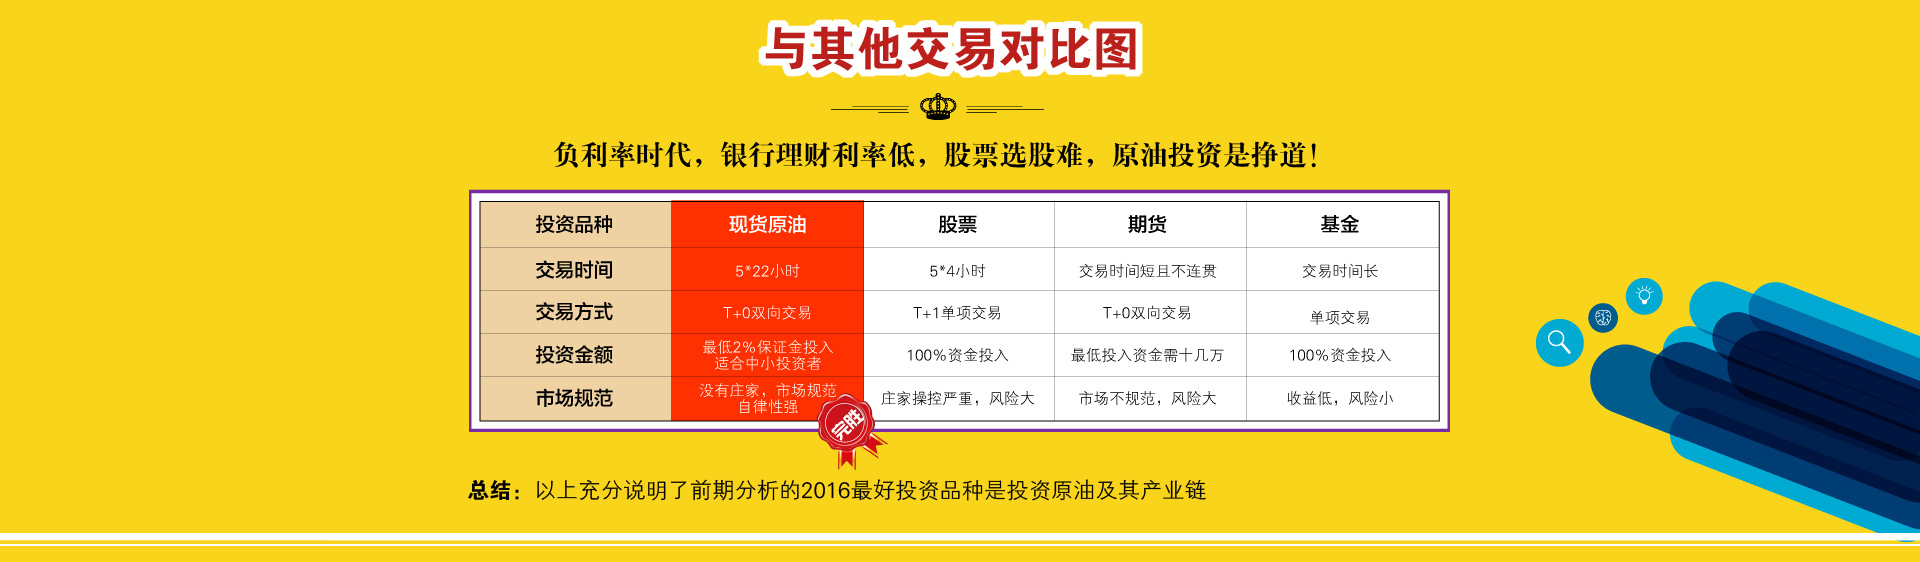 与其他交易对比图
负利率时代，银行理财利率低，股票选股难，原油投资是挣道！
投资品种 现货原油 股票 期货 基金
交易时间 5*22小时 5*4小时 交易时间短且不连贯 交易时间长
交易方式 T+0双向交易 T+1单项交易 T+0双向交易 单项交易
投资金额 最低2%保证金投入 100%资金投入 最低投入资金需十几万 100%资金投入
适合中小投资者
市场规范 没有庄家，市场规范 庄家操控严重，风险大 市场不规范，风险大 收益低，风险小
自律性强
完胜
总结：以上充分说明了前期分析的2016最好投资品种是投资原油及其产业链